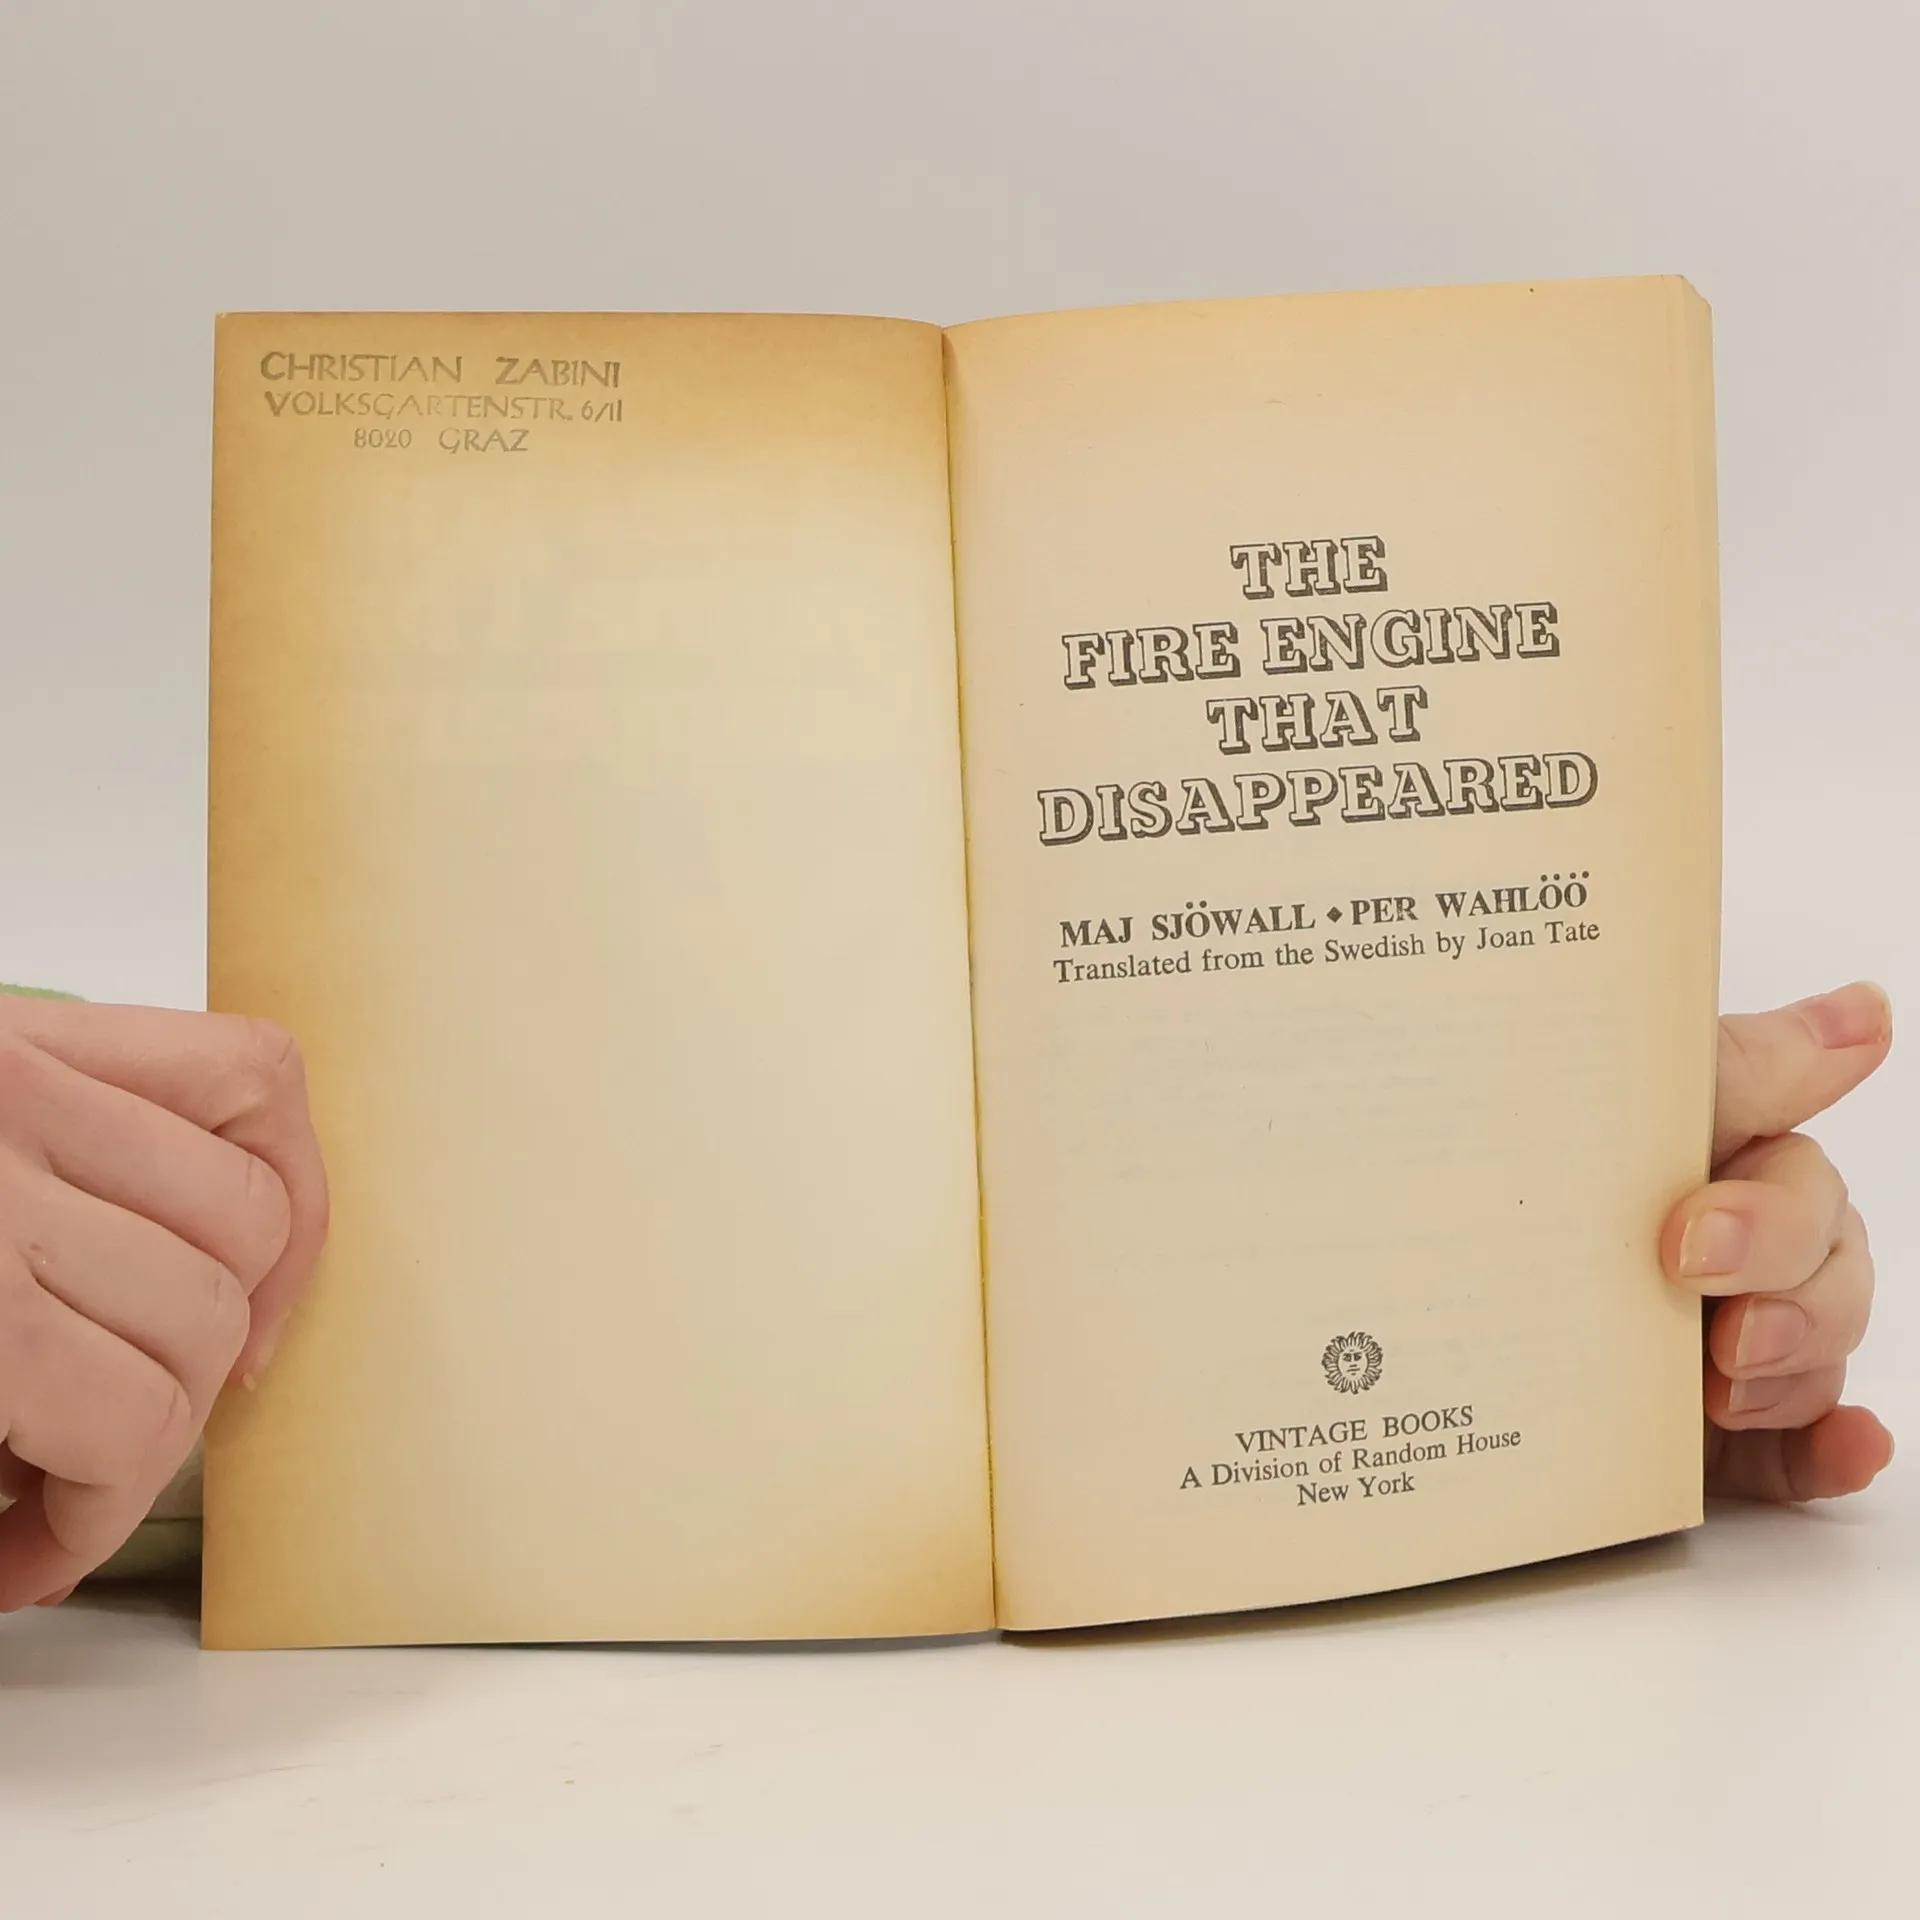 CHRISTIAN ZABINI
VOLKSGARTENSTR. 6/II
8020 GRAZ
THE
FIRE ENGINE
THAT
DISAPPEARED
MAJ SJÖWALL ◆ PER WAHLÖÖ
Translated from the Swedish by Joan Tate
VINTAGE BOOKS
A Division of Random House
New York